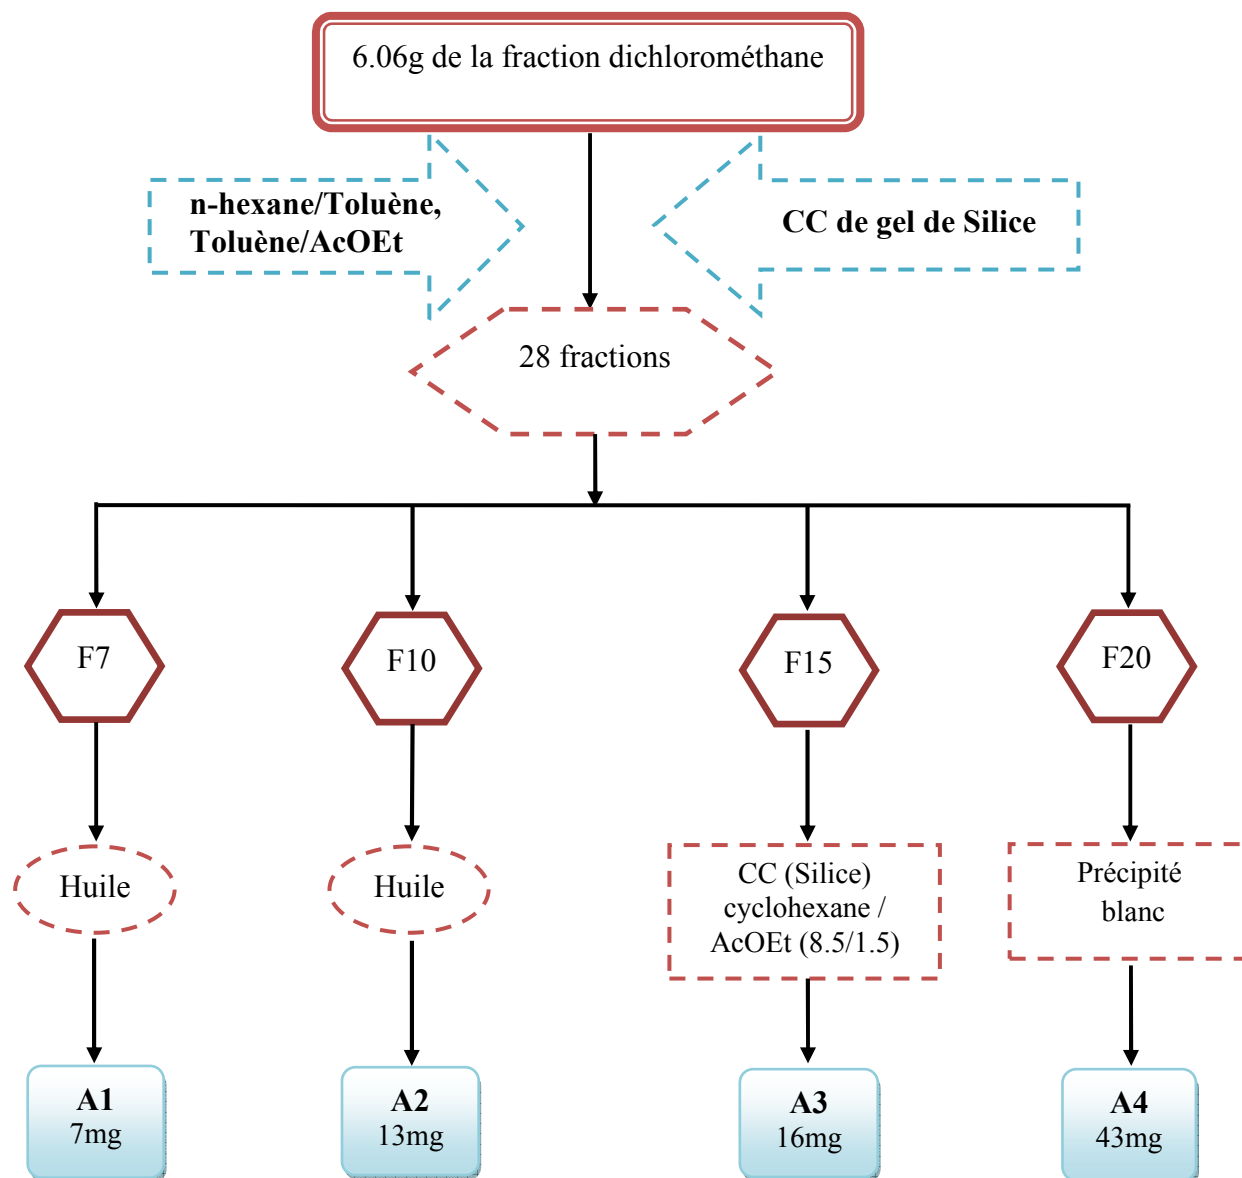 6.06g de la fraction dichlorométhane
n-hexane/Toluène,
Toluène/AcOEt
CC de gel de Silice
28 fractions
F7
F10
F15
F20
Huile
Huile
CC (Silice)
cyclohexane /
AcOEt (8.5/1.5)
Précipité
blanc
A1
7mg
A2
13mg
A3
16mg
A4
43mg